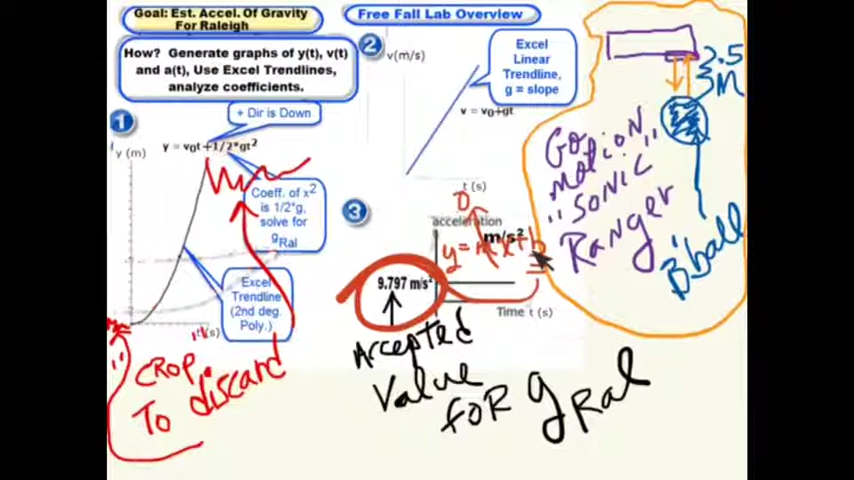 Goal: Est. Accel. Of Gravity
For Raleigh
How? Generate graphs of y(t), v(t)
and a(t), Use Excel Trendlines,
analyze coefficients.
Free Fall Lab Overview
1
+ Dir is Down
y (m)
y = v0t+1/2*gt²
Coeff. of x²
is 1/2*g,
solve for
gRal
Excel
Trendline
(2nd deg.
Poly.)
t(s)
CROP
To discard
2
v(m/s)
Excel
Linear
Trendline,
g = slope
v = v0+gt
t (s)
3
0
acceleration
m/s²
y = mx+b
9.797 m/s²
Time t (s)
Accepted
Value
FOR gRal
.5
M
GO
MOTION"
"SONIC
Ranger
B'ball